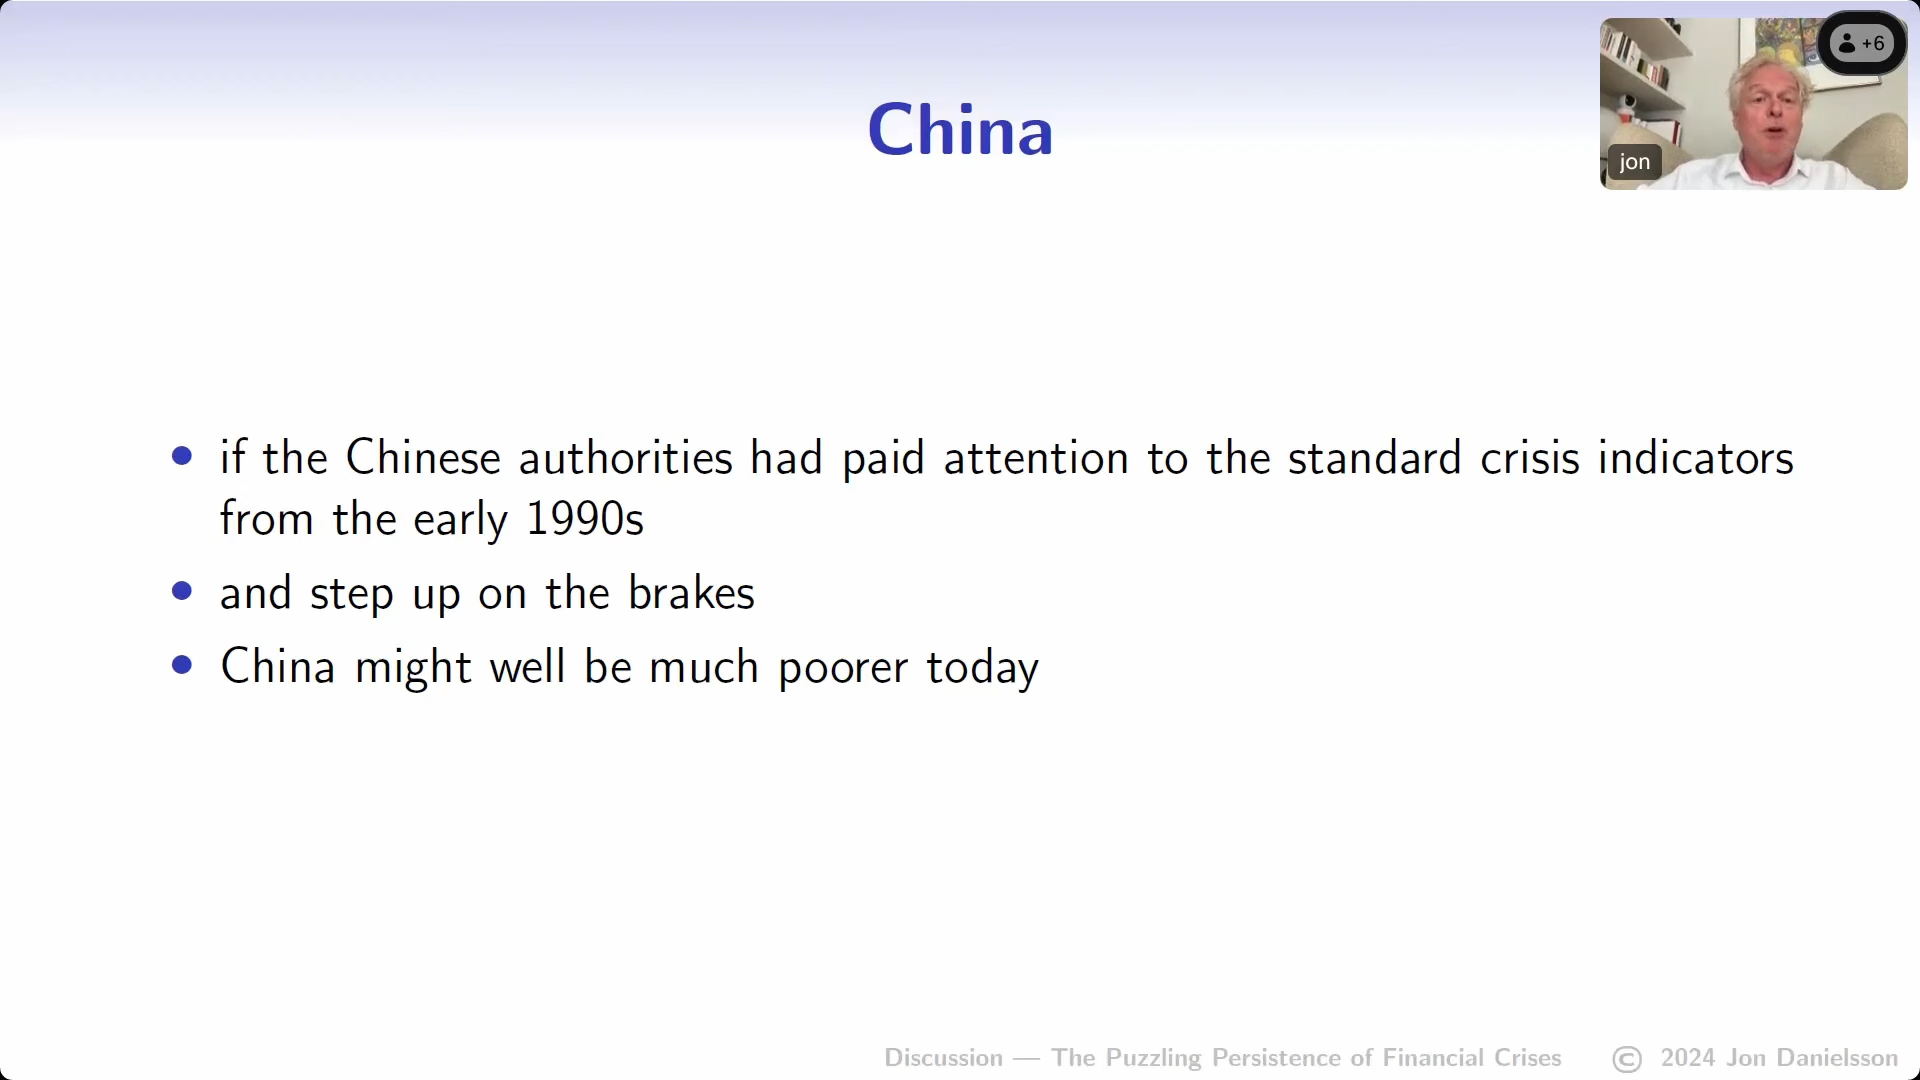 China
+6
jon
if the Chinese authorities had paid attention to the standard crisis indicators
from the early 1990s
and step up on the brakes
China might well be much poorer today
Discussion — The Puzzling Persistence of Financial Crises © 2024 Jon Danielsson